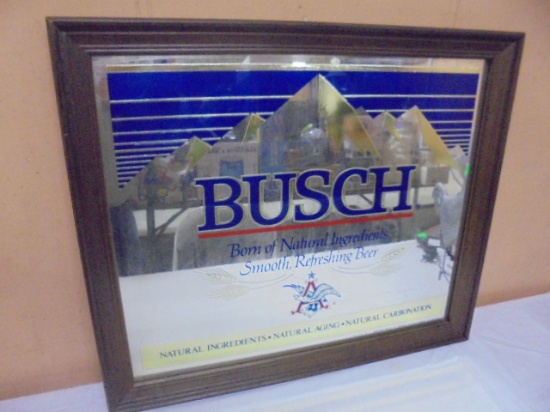 BUSCH
Born of Natural Ingredients.
Smooth, Refreshing Beer
NATURAL INGREDIENTS • NATURAL AGING • NATURAL CARBONATION